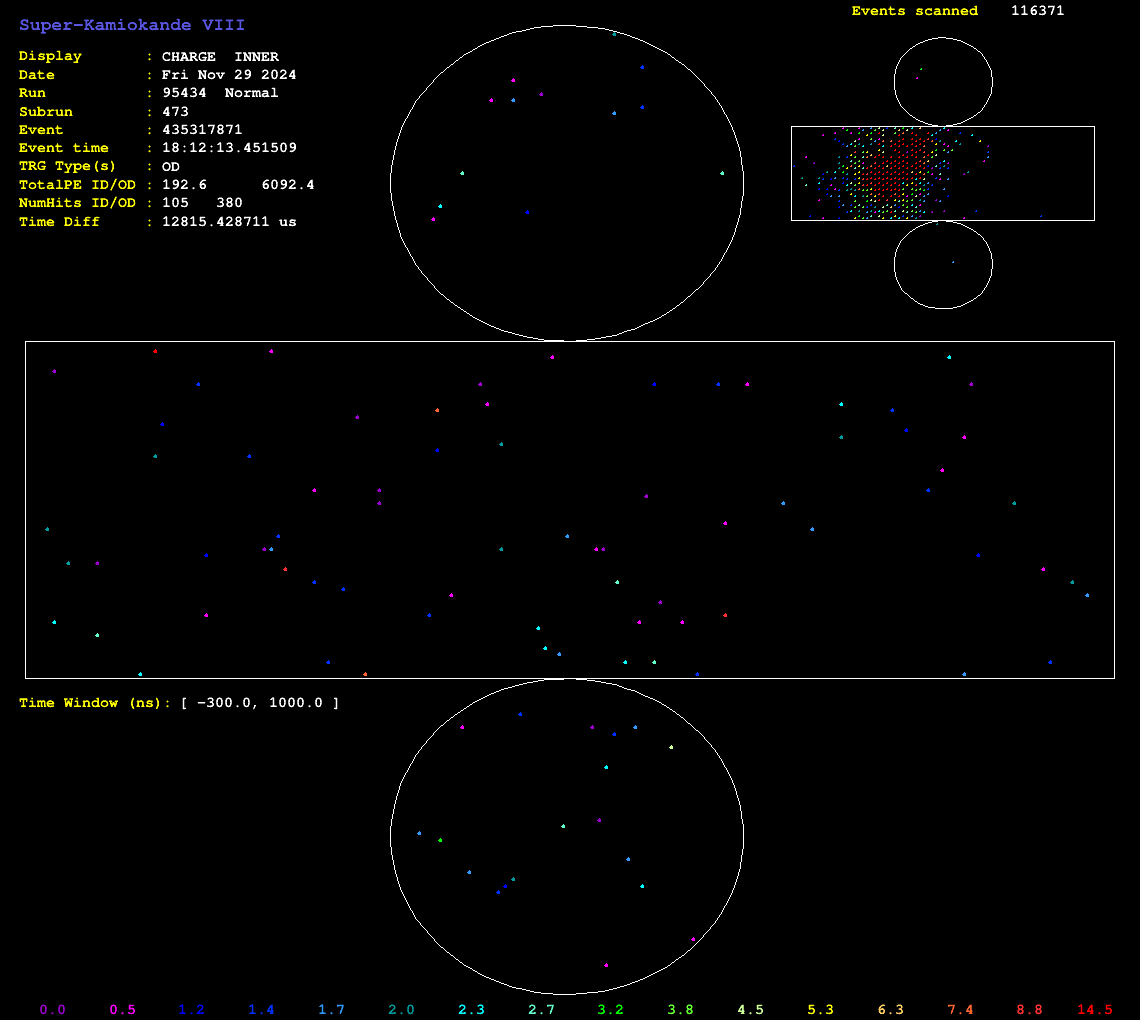 Super-Kamiokande VIII
Events scanned 116371
Display : CHARGE INNER
Date : Fri Nov 29 2024
Run : 95434 Normal
Subrun : 473
Event : 435317871
Event time : 18:12:13.451509
TRG Type(s) : OD
TotalPE ID/OD : 192.6 6092.4
NumHits ID/OD : 105 380
Time Diff : 12815.428711 us
Time Window (ns): [ -300.0, 1000.0 ]
0.0 0.5 1.2 1.4 1.7 2.0 2.3 2.7 3.2 3.8 4.5 5.3 6.3 7.4 8.8 14.5